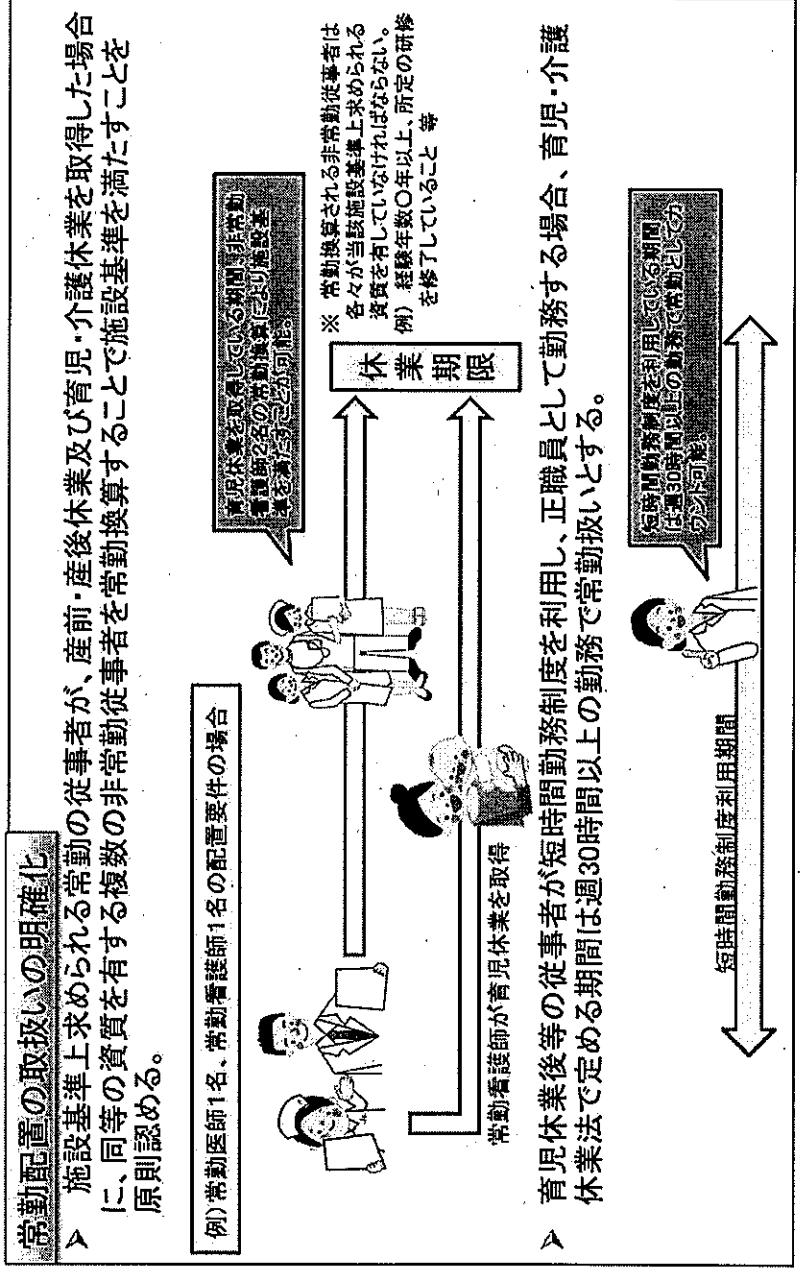 常勤配置の取扱いの明確化
➢ 施設基準上求められる常勤の従事者が、産前・産後休業及び育児・介護休業を取得した場合
に、同等の資質を有する複数の非常勤従事者を常勤換算することで施設基準を満たすことを
原則認める。
例）常勤医師1名、常勤看護師1名の配置要件の場合
育児休業を取得している期間は非常勤
看護師2名の常勤換算により施設基
準を満たすことが可能。
※ 常勤換算される非常勤従事者は
各々が当該施設基準上求められる
資質を有していなければならない。
例） 経験年数〇年以上、所定の研修
を修了していること 等
休業期限
常勤看護師が育児休業を取得
➢ 育児休業後等の従事者が短時間勤務制度を利用し、正職員として勤務する場合、育児・介護
休業法で定める期間は週30時間以上の勤務で常勤扱いとする。
短時間勤務制度を利用している期間
は週30時間以上の勤務で常勤としてカ
ウント可能。
短時間勤務制度利用期間